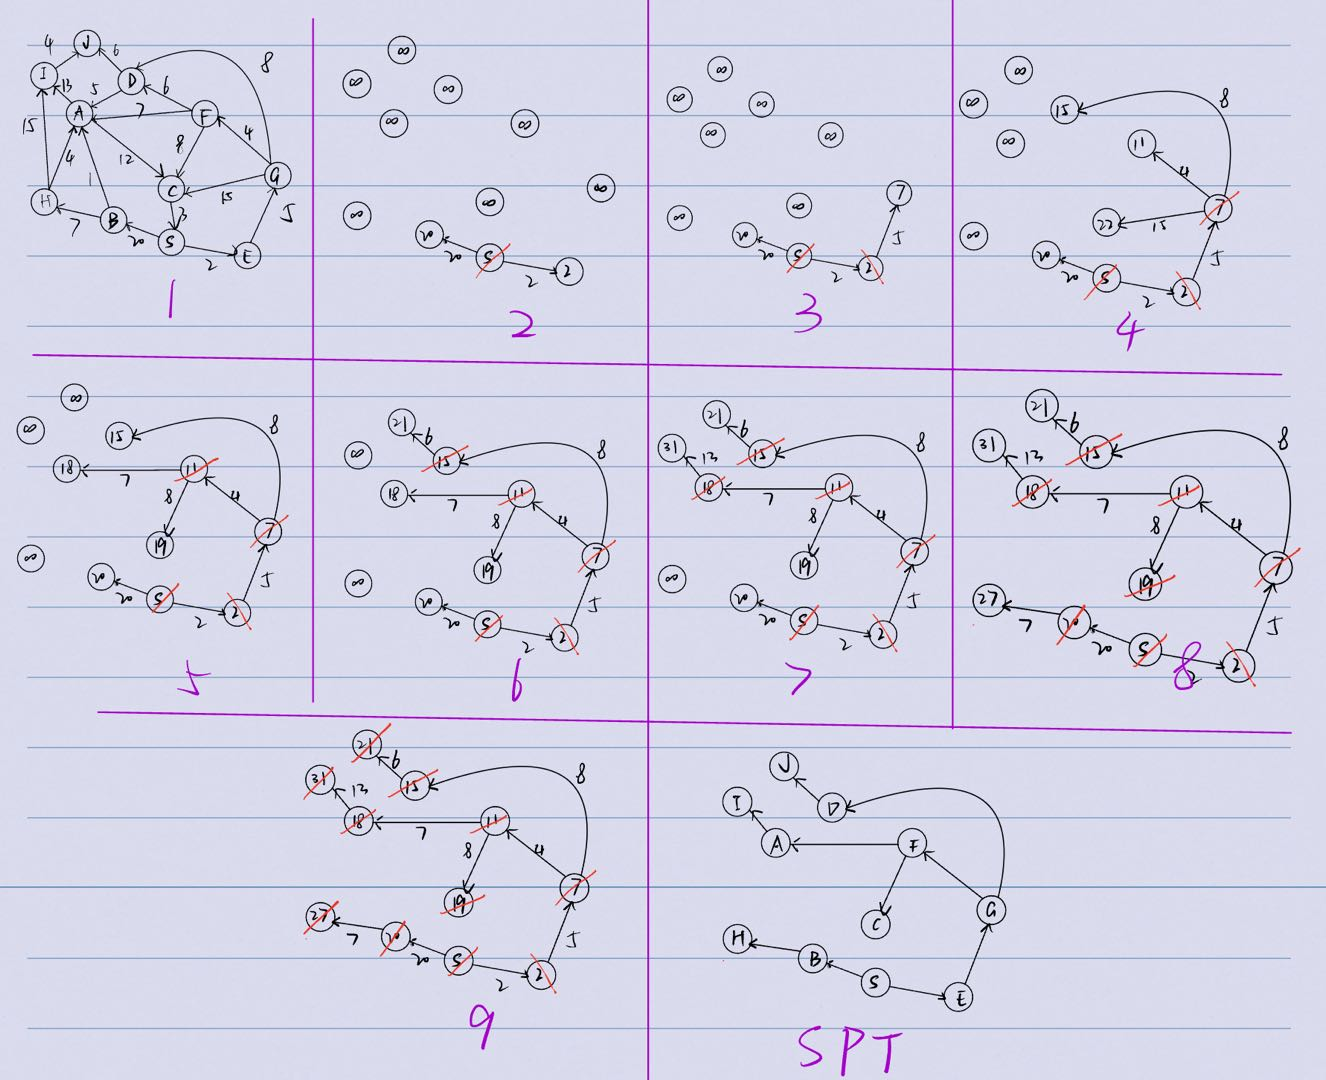 4 J 6 8
I 13 5 D 6
A 7 F 4
15 4 1 12 8 G
H C 15
7 B 20 3 5
S 2 E
1
∞
∞ ∞
∞ ∞
∞ ∞
∞
20 20 S 2 2
2
∞
∞ ∞
∞ ∞
7
∞ ∞
20 20 S 2 2 5
3
∞
∞ 15 8
∞ 11 4
22 15 7
∞
20 20 S 2 2 5
4
∞
∞ 15 8
18 7 11
8 4
19 7
∞
20 20 S 2 2 5
5
21 6 8
∞ 15
18 7 11
8 4
19 7
∞
20 20 S 2 2 5
6
21 6 8
31 13 15
18 7 11
8 4
19 7
∞
20 20 S 2 2 5
7
21 6 8
31 13 15
18 7 11
8 4
19 7
27 7 20 20 S 2 2 5
8
21 6 8
31 13 15
18 7 11
8 4
19 7
27 7 20 20 S 2 2 5
9
J
I D
A F
C G
H B
S E
SPT